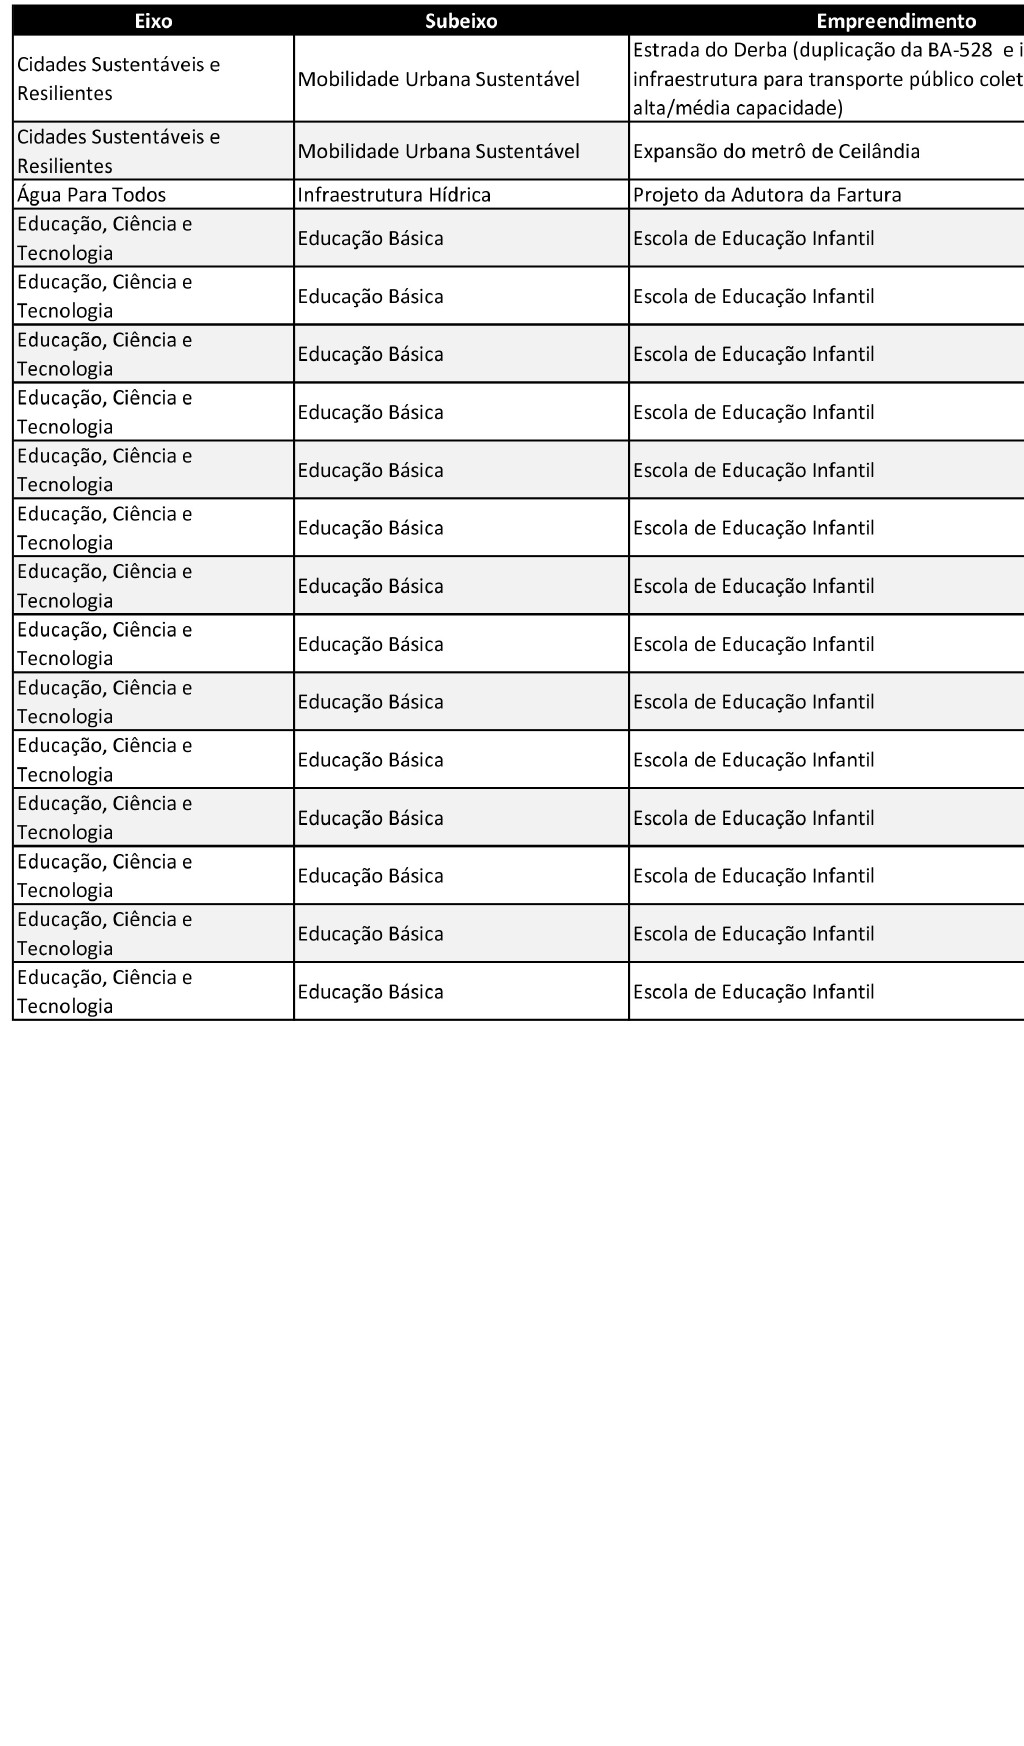 Eixo Subeixo Empreendimento
Cidades Sustentáveis e
Resilientes
Mobilidade Urbana Sustentável
Estrada do Derba (duplicação da BA-528 e i
infraestrutura para transporte público colet
alta/média capacidade)
Cidades Sustentáveis e
Resilientes
Mobilidade Urbana Sustentável
Expansão do metrô de Ceilândia
Água Para Todos Infraestrutura Hídrica Projeto da Adutora da Fartura
Educação, Ciência e
Tecnologia
Educação Básica
Escola de Educação Infantil
Educação, Ciência e
Tecnologia
Educação Básica
Escola de Educação Infantil
Educação, Ciência e
Tecnologia
Educação Básica
Escola de Educação Infantil
Educação, Ciência e
Tecnologia
Educação Básica
Escola de Educação Infantil
Educação, Ciência e
Tecnologia
Educação Básica
Escola de Educação Infantil
Educação, Ciência e
Tecnologia
Educação Básica
Escola de Educação Infantil
Educação, Ciência e
Tecnologia
Educação Básica
Escola de Educação Infantil
Educação, Ciência e
Tecnologia
Educação Básica
Escola de Educação Infantil
Educação, Ciência e
Tecnologia
Educação Básica
Escola de Educação Infantil
Educação, Ciência e
Tecnologia
Educação Básica
Escola de Educação Infantil
Educação, Ciência e
Tecnologia
Educação Básica
Escola de Educação Infantil
Educação, Ciência e
Tecnologia
Educação Básica
Escola de Educação Infantil
Educação, Ciência e
Tecnologia
Educação Básica
Escola de Educação Infantil
Educação, Ciência e
Tecnologia
Educação Básica
Escola de Educação Infantil